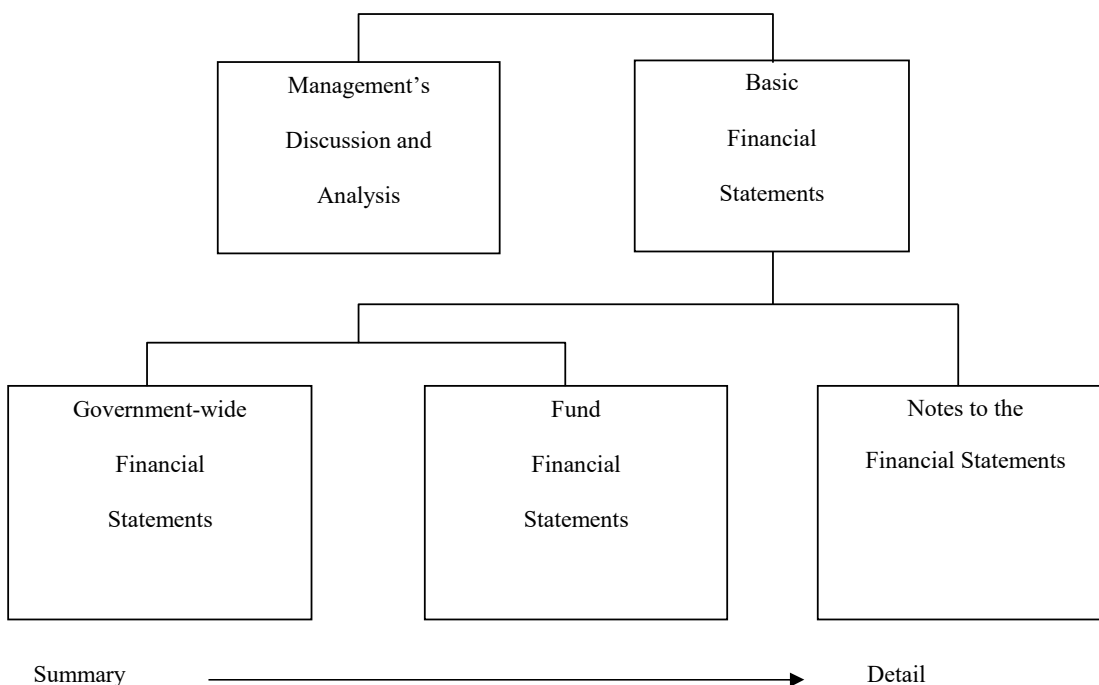 Management’s
Discussion and
Analysis
Basic
Financial
Statements
Government-wide
Financial
Statements
Fund
Financial
Statements
Notes to the
Financial Statements
Summary
Detail